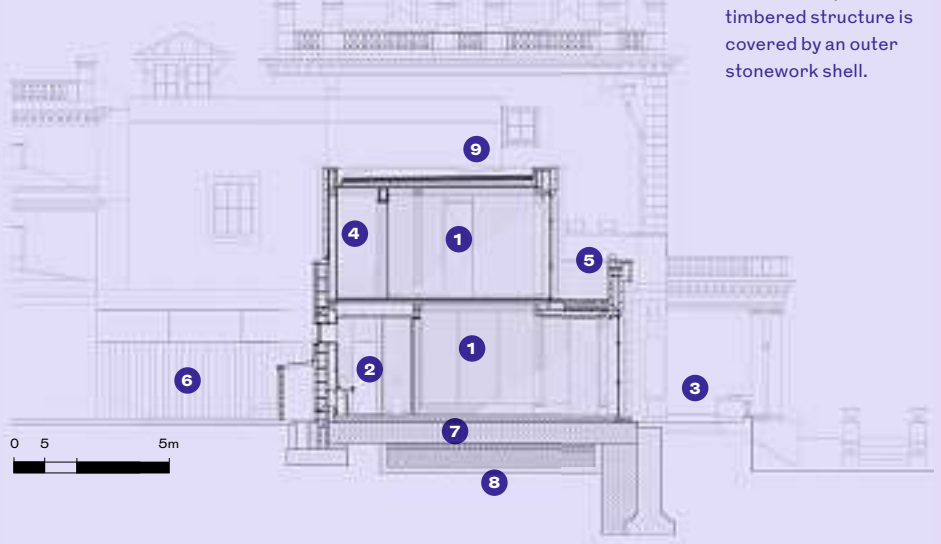 timbered structure is
covered by an outer
stonework shell.
9
4
1
5
1
2
6
3
7
0 5 5m
8